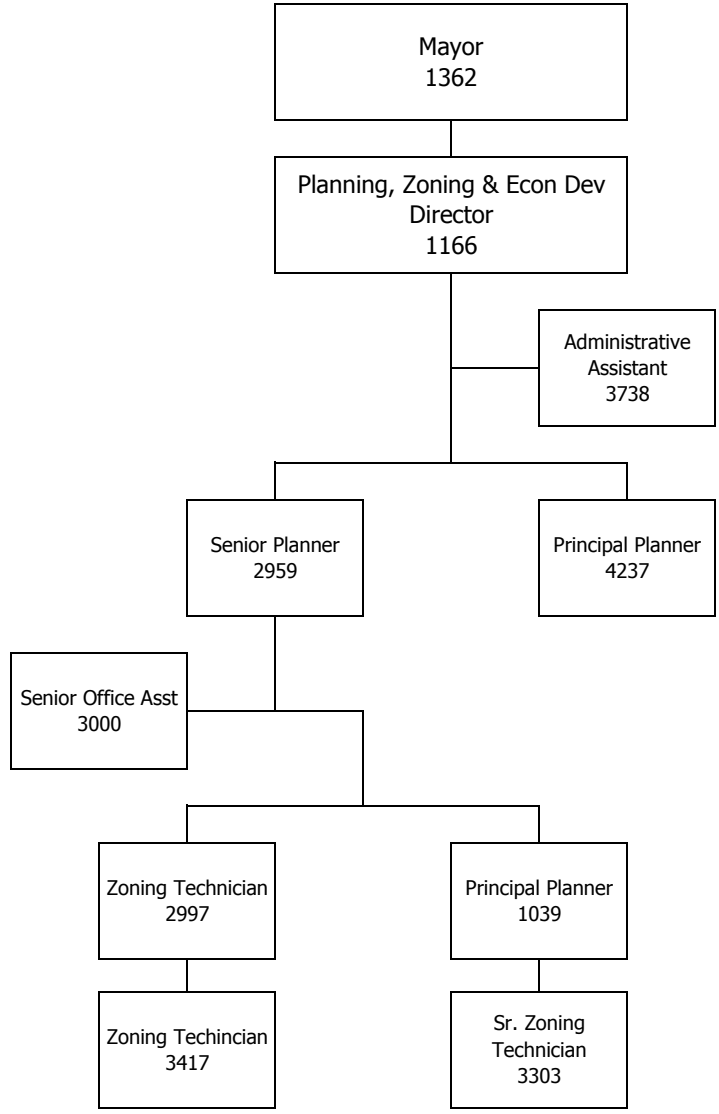 Mayor
1362
Planning, Zoning & Econ Dev
Director
1166
Administrative
Assistant
3738
Senior Planner
2959
Principal Planner
4237
Senior Office Asst
3000
Zoning Technician
2997
Principal Planner
1039
Zoning Techincian
3417
Sr. Zoning
Technician
3303